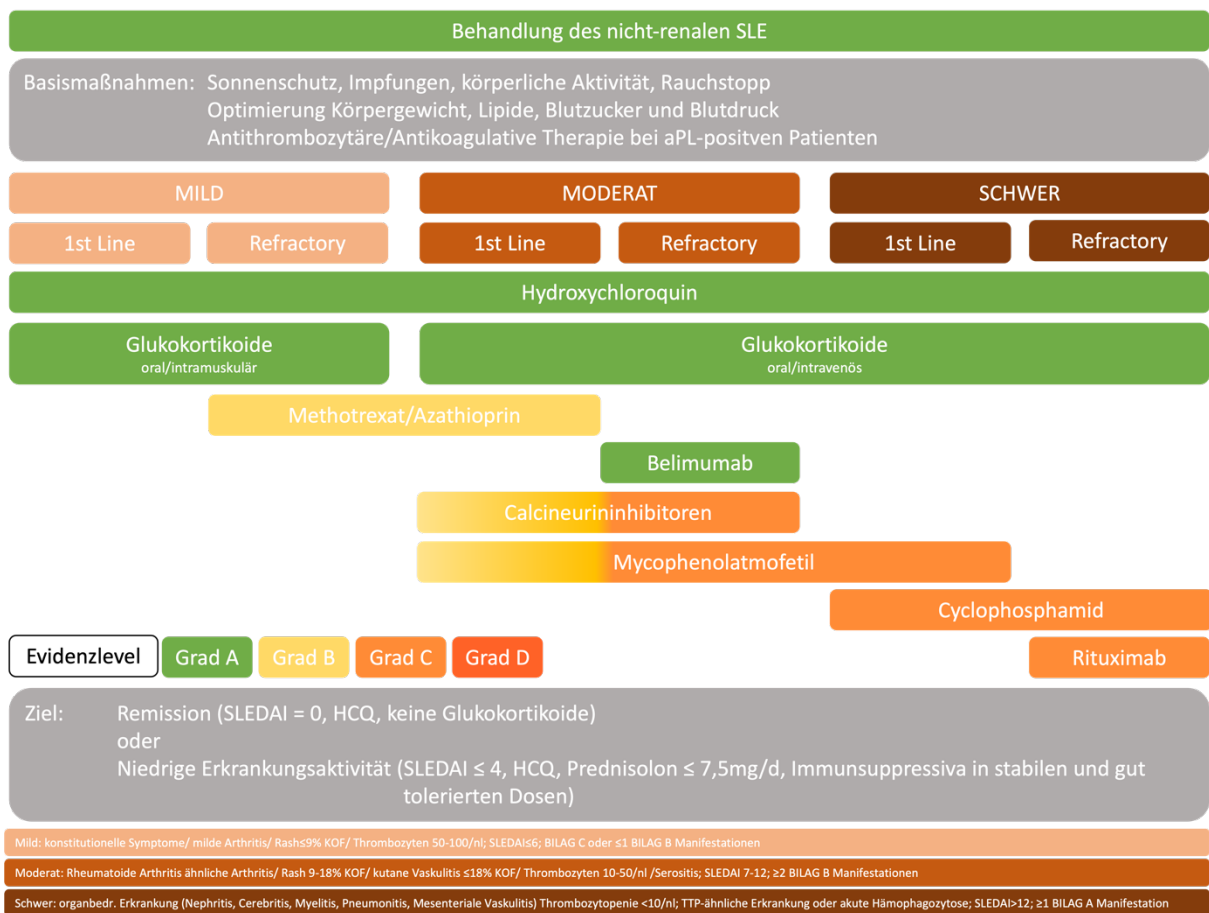 Behandlung des nicht-renalen SLE
Basismaßnahmen: Sonnenschutz, Impfungen, körperliche Aktivität, Rauchstopp
Optimierung Körpergewicht, Lipide, Blutzucker und Blutdruck
Antithrombozytäre/Antikoagulative Therapie bei aPL-positven Patienten
MILD MODERAT SCHWER
1st Line Refractory 1st Line Refractory 1st Line Refractory
Hydroxychloroquin
Glukokortikoide Glukokortikoide
oral/intramuskulär oral/intravenös
Methotrexat/Azathioprin
Belimumab
Calcineurininhibitoren
Mycophenolatmofetil
Cyclophosphamid
Evidenzlevel Grad A Grad B Grad C Grad D Rituximab
Ziel: Remission (SLEDAI = 0, HCQ, keine Glukokortikoide)
oder
Niedrige Erkrankungsaktivität (SLEDAI ≤ 4, HCQ, Prednisolon ≤ 7,5mg/d, Immunsuppressiva in stabilen und gut
tolerierten Dosen)
Mild: konstitutionelle Symptome/ milde Arthritis/ Rash≤9% KOF/ Thrombozyten 50-100/nl; SLEDAI≤6; BILAG C oder ≤1 BILAG B Manifestationen
Moderat: Rheumatoide Arthritis ähnliche Arthritis/ Rash 9-18% KOF/ kutane Vaskulitis ≤18% KOF/ Thrombozyten 10-50/nl /Serositis; SLEDAI 7-12; ≥2 BILAG B Manifestationen
Schwer: organbedr. Erkrankung (Nephritis, Cerebritis, Myelitis, Pneumonitis, Mesenteriale Vaskulitis) Thrombozytopenie <10/nl; TTP-ähnliche Erkrankung oder akute Hämophagozytose; SLEDAI>12; ≥1 BILAG A Manifestation